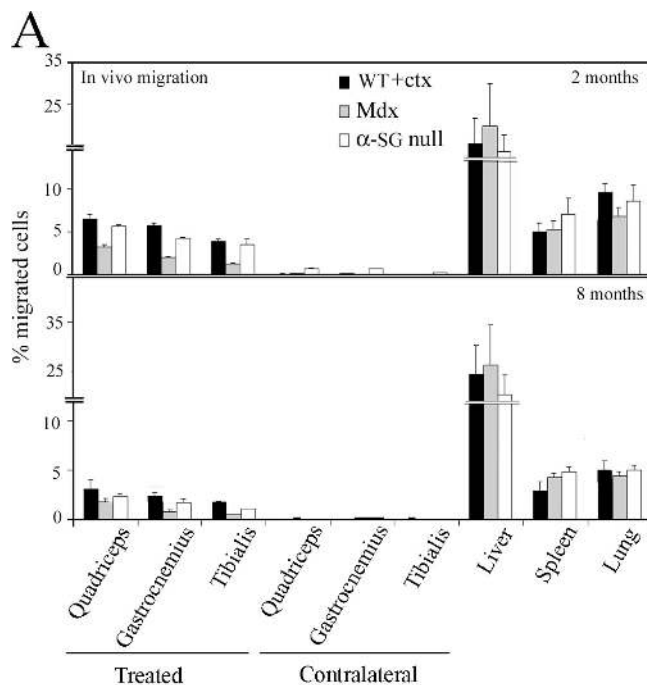 A
In vivo migration
2 months
WT+ctx
Mdx
α-SG null
35
25
10
5
0
% migrated cells
8 months
35
25
10
5
0
Quadriceps
Gastrocnemius
Tibialis
Quadriceps
Gastrocnemius
Tibialis
Liver
Spleen
Lung
Treated
Contralateral